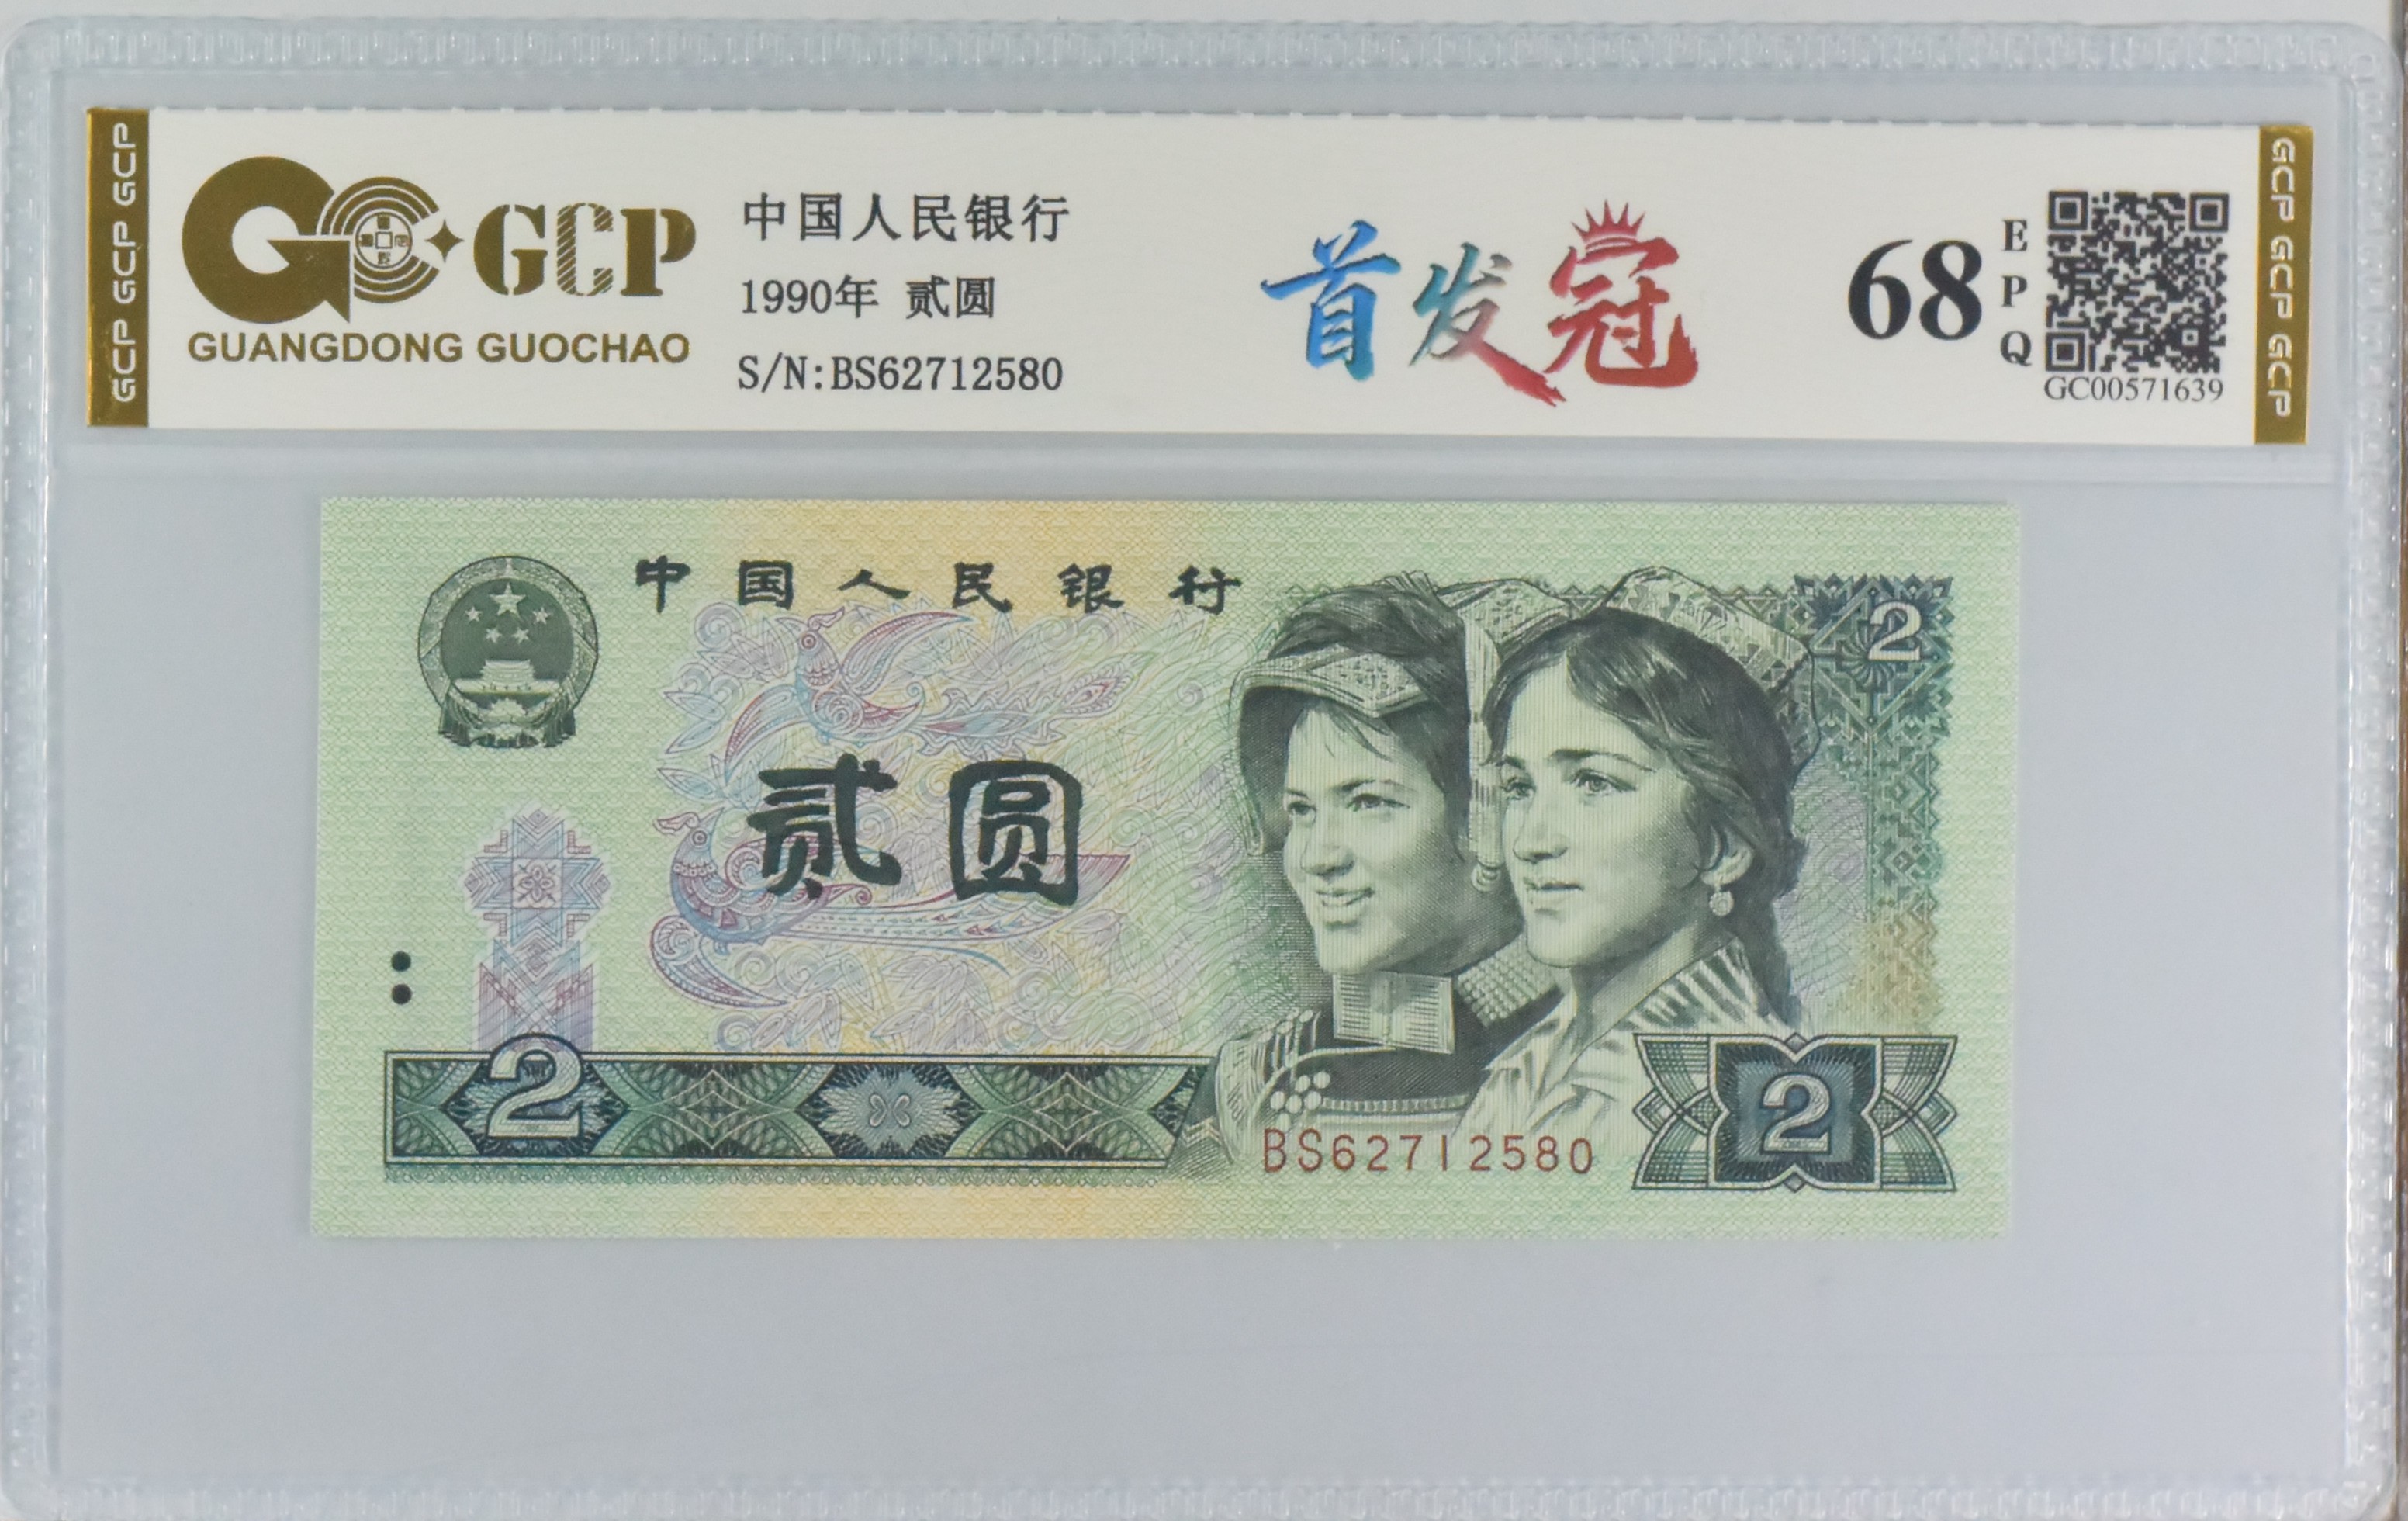 GCP GCP GCP
GCP
GUANGDONG GUOCHAO
中国人民银行
1990年 贰圆
S/N:BS62712580
首发冠
68
EPQ
GC00571639
GCP GCP GCP
中国人民银行
2
贰圆
2
BS62712580
2